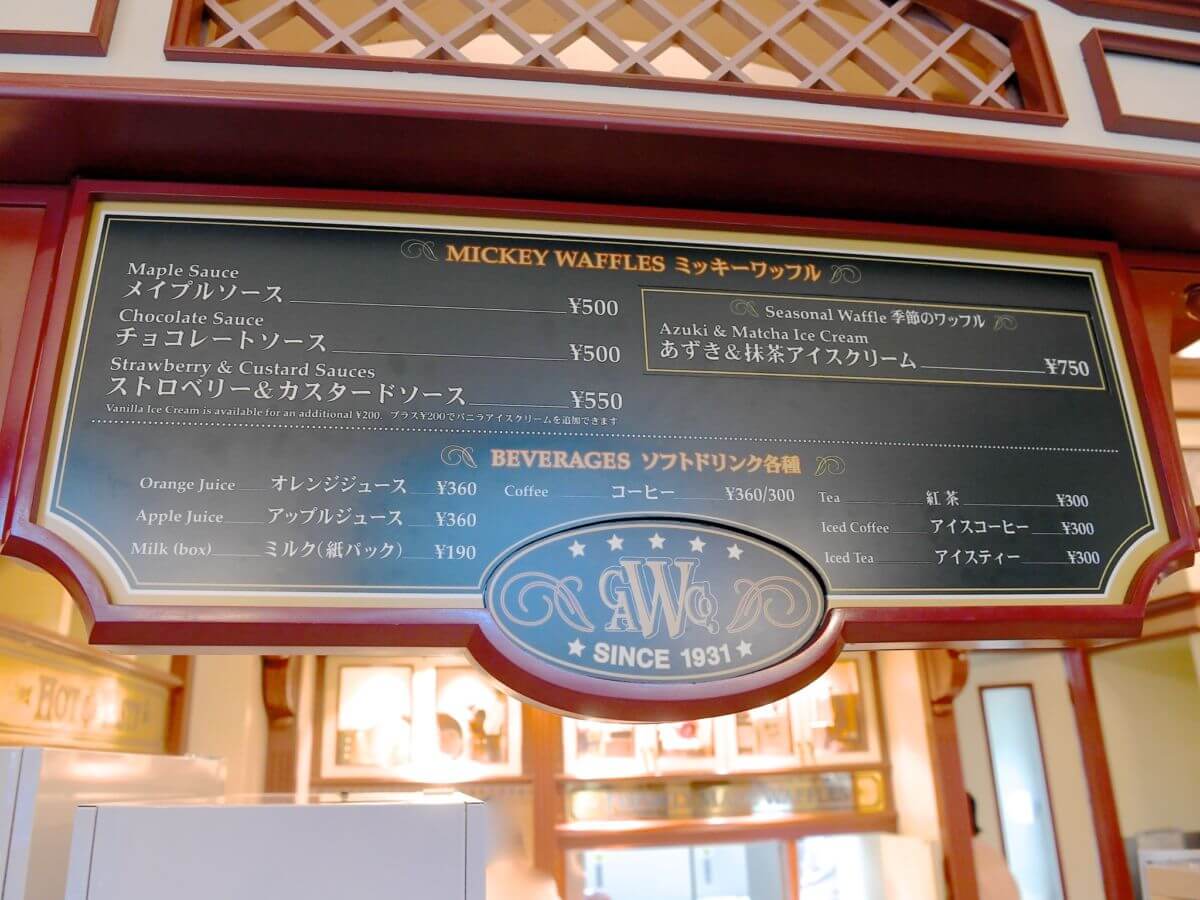 MICKEY WAFFLES ミッキーワッフル
Maple Sauce
メイプルソース ¥500
Chocolate Sauce
チョコレートソース ¥500
Strawberry & Custard Sauces
ストロベリー&カスタードソース ¥550
Vanilla Ice Cream is available for an additional ¥200. プラス¥200でバニラアイスクリームを追加できます
Seasonal Waffle 季節のワッフル
Azuki & Matcha Ice Cream
あずき&抹茶アイスクリーム ¥750
BEVERAGES ソフトドリンク各種
Orange Juice オレンジジュース ¥360
Apple Juice アップルジュース ¥360
Milk (box) ミルク(紙パック) ¥190
Coffee コーヒー ¥360/300
Tea 紅茶 ¥300
Iced Coffee アイスコーヒー ¥300
Iced Tea アイスティー ¥300
SINCE 1931
HOT